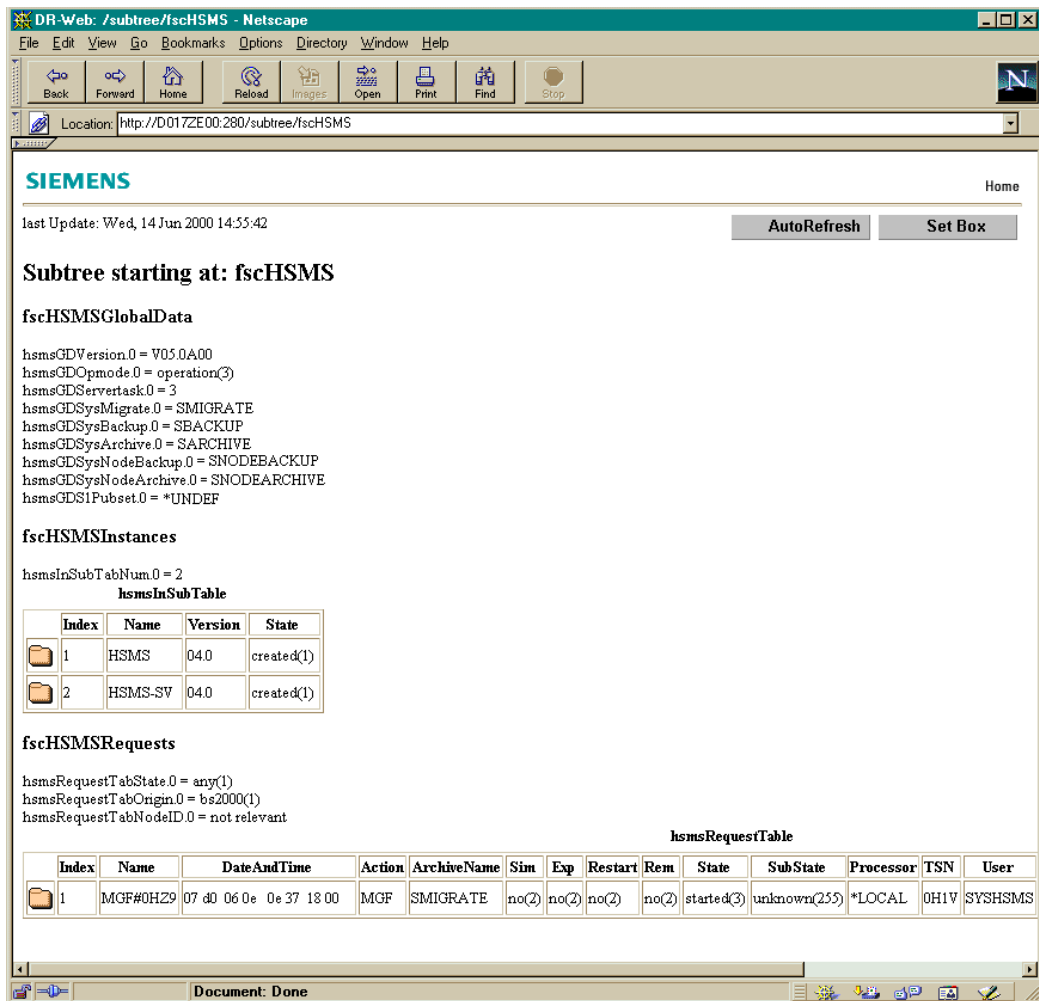 DR-Web: /subtree/fscHSMS - Netscape
File Edit View Go Bookmarks Options Directory Window Help
Back Forward Home Reload Images Open Print Find Stop
N
Location: http://D017ZE00:280/subtree/fscHSMS
SIEMENS
Home
last Update: Wed, 14 Jun 2000 14:55:42
AutoRefresh Set Box
Subtree starting at: fscHSMS
fscHSMSGlobalData
hsmsGDVersion.0 = V05.0A00
hsmsGDOpmode.0 = operation(3)
hsmsGDServertask.0 = 3
hsmsGDSysMigrate.0 = SMIGRATE
hsmsGDSysBackup.0 = SBACKUP
hsmsGDSysArchive.0 = SARCHIVE
hsmsGDSysNodeBackup.0 = SNODEBACKUP
hsmsGDSysNodeArchive.0 = SNODEARCHIVE
hsmsGDS1Pubset.0 = *UNDEF
fscHSMSInstances
hsmsInSubTabNum.0 = 2
hsmsInSubTable
Index Name Version State
1 HSMS 04.0 created(1)
2 HSMS-SV 04.0 created(1)
fscHSMSRequests
hsmsRequestTabState.0 = any(1)
hsmsRequestTabOrigin.0 = bs2000(1)
hsmsRequestTabNodeID.0 = not relevant
hsmsRequestTable
Index Name DateAndTime Action ArchiveName Sim Exp Restart Rem State SubState Processor TSN User
1 MGF#0HZ9 07 d0 06 0e 0e 37 18 00 MGF SMIGRATE no(2) no(2) no(2) no(2) started(3) unknown(255) *LOCAL 0H1V SYSHSMS
Document: Done